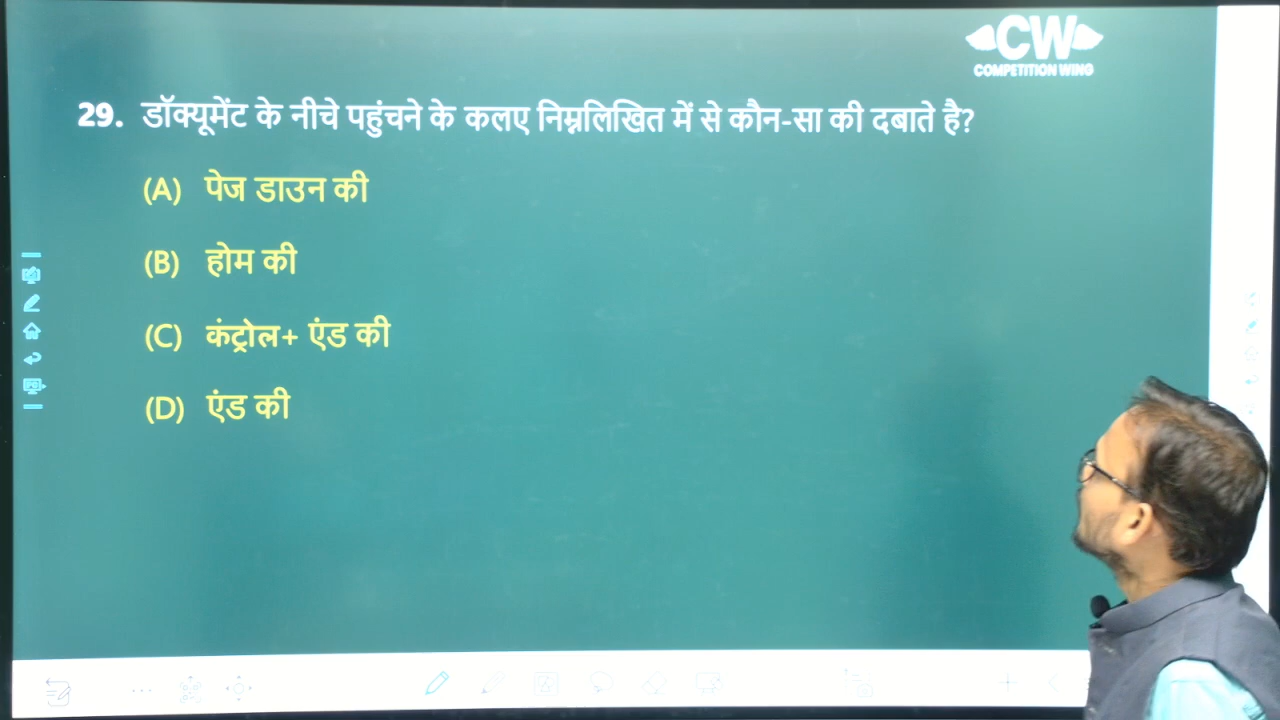 CW
COMPETITION WING
29. डॉक्यूमेंट के नीचे पहुंचने के कलए निम्नलिखित में से कौन-सा की दबाते है?
(A) पेज डाउन की
(B) होम की
(C) कंट्रोल+ एंड की
(D) एंड की